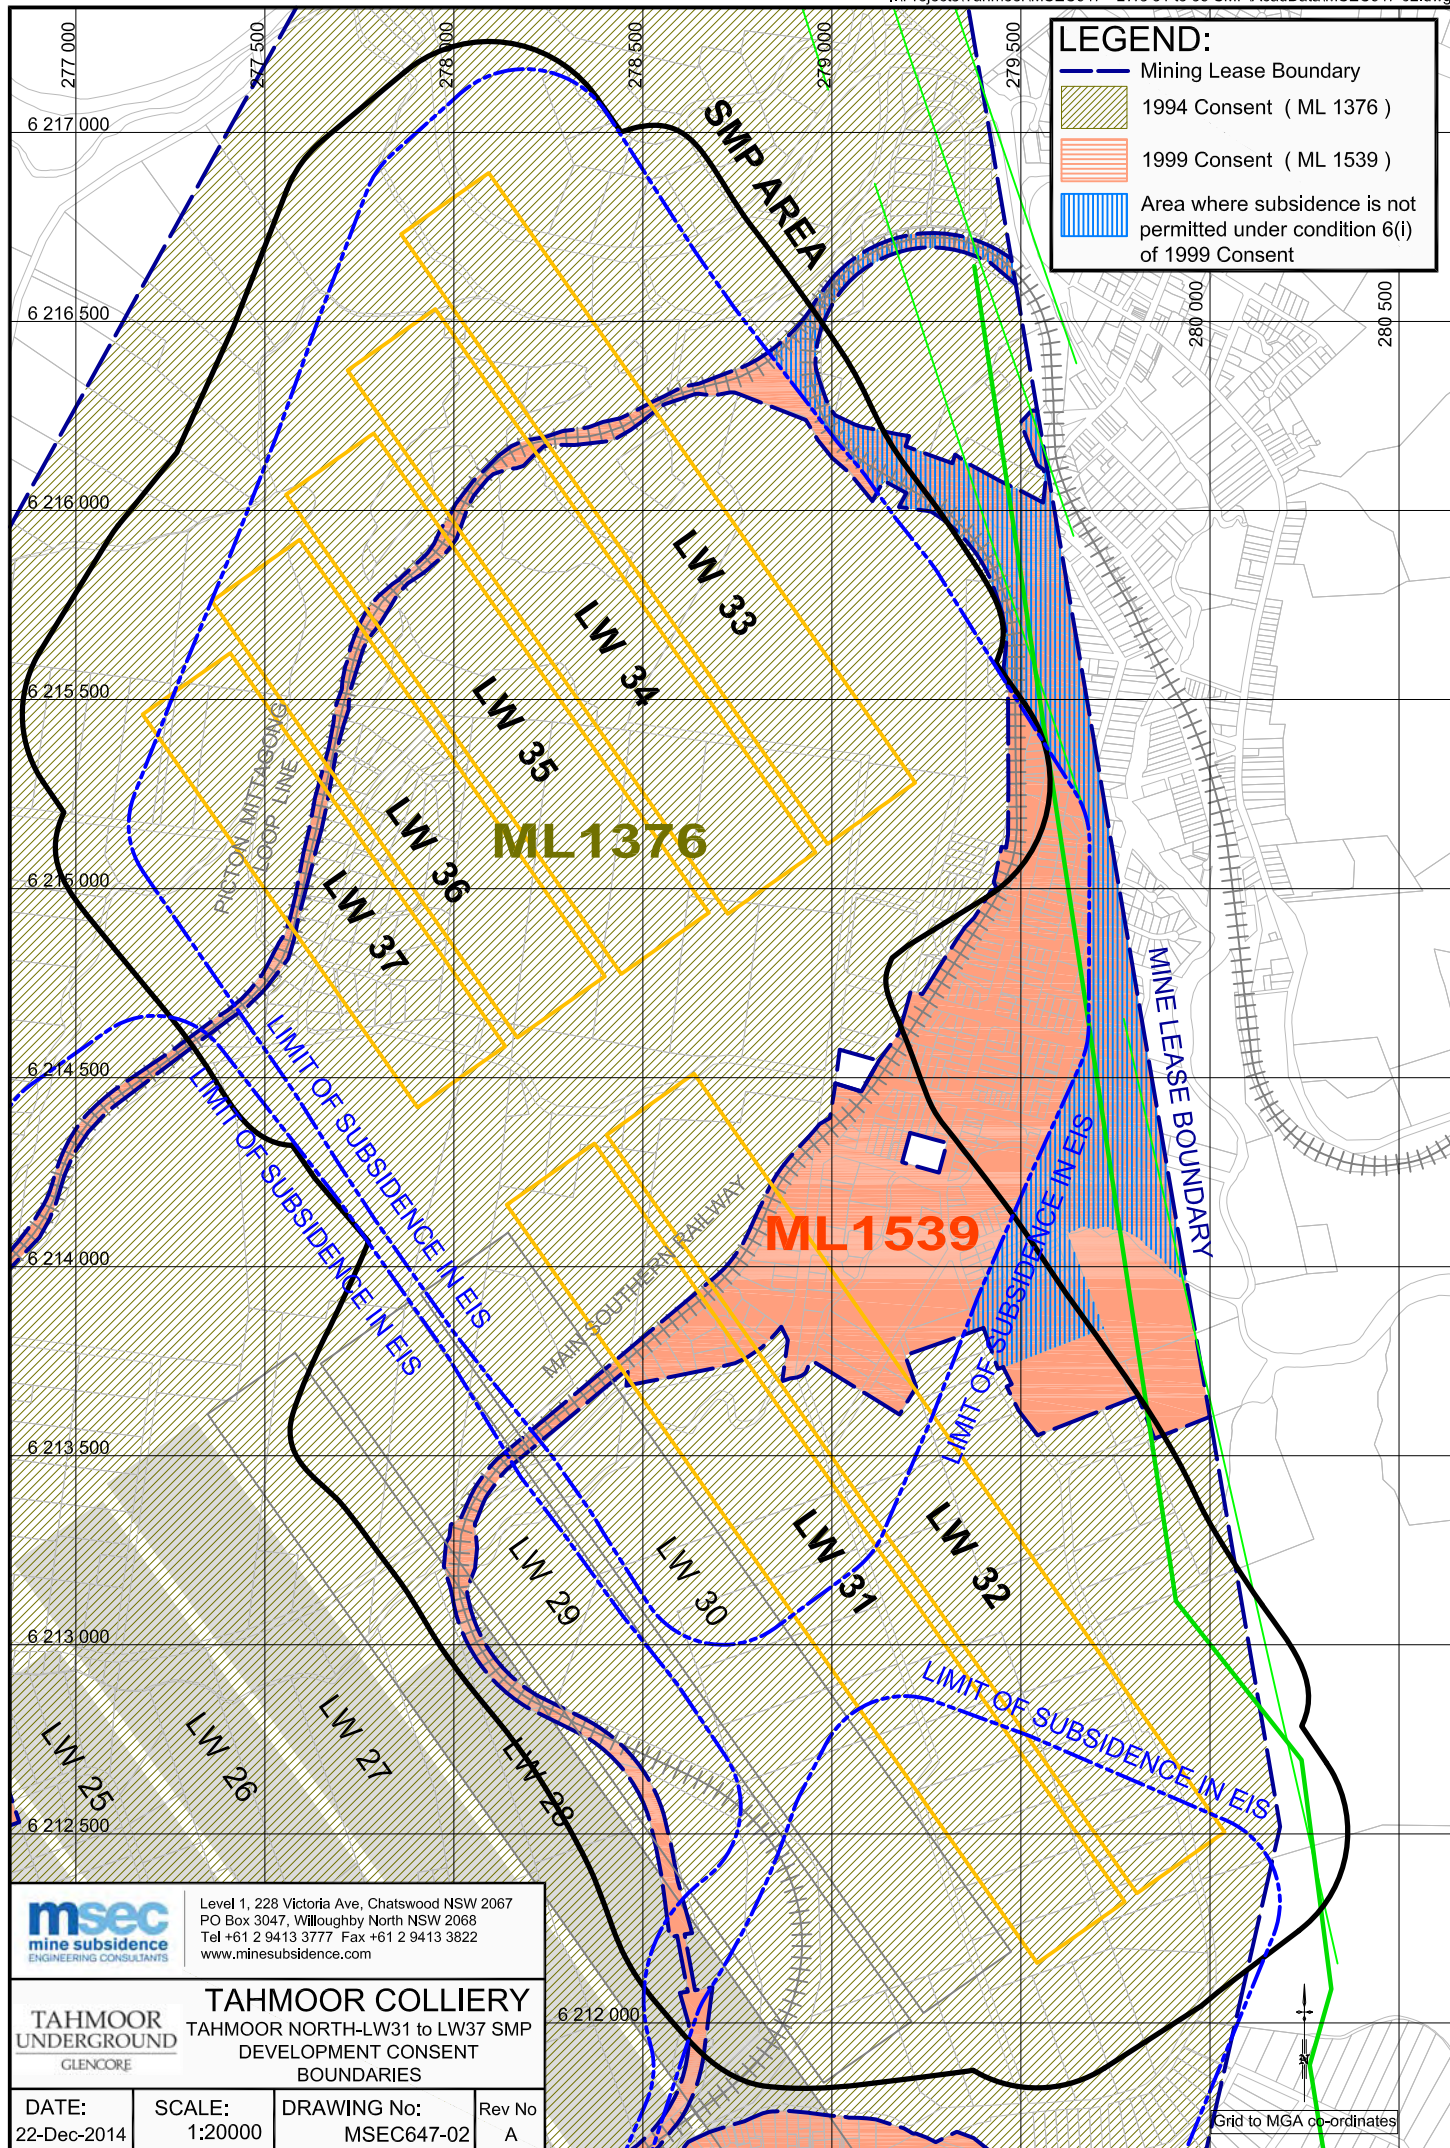 LEGEND:
Mining Lease Boundary
1994 Consent ( ML 1376 )
1999 Consent ( ML 1539 )
Area where subsidence is not
permitted under condition 6(i)
of 1999 Consent
277 000
277 500
278 000
278 500
279 000
279 500
280 000
280 500
6 217 000
6 216 500
6 216 000
6 215 500
6 215 000
6 214 500
6 214 000
6 213 500
6 213 000
6 212 500
6 212 000
SMP AREA
LW 33
LW 34
LW 35
LW 36
LW 37
ML1376
PICTON MITTAGONG
LOOP LINE
LIMIT OF SUBSIDENCE IN EIS
LIMIT OF SUBSIDENCE IN EIS
MINE LEASE BOUNDARY
LIMIT OF SUBSIDENCE IN EIS
ML1539
MAIN SOUTHERN RAILWAY
LW 31
LW 32
LW 29
LW 30
LIMIT OF SUBSIDENCE IN EIS
LW 25
LW 26
LW 27
LW 28
msec
mine subsidence
ENGINEERING CONSULTANTS
Level 1, 228 Victoria Ave, Chatswood NSW 2067
PO Box 3047, Willoughby North NSW 2068
Tel +61 2 9413 3777 Fax +61 2 9413 3822
www.minesubsidence.com
TAHMOOR
UNDERGROUND
GLENCORE
TAHMOOR COLLIERY
TAHMOOR NORTH-LW31 to LW37 SMP
DEVELOPMENT CONSENT
BOUNDARIES
DATE:
22-Dec-2014
SCALE:
1:20000
DRAWING No:
MSEC647-02
Rev No
A
N
Grid to MGA co-ordinates